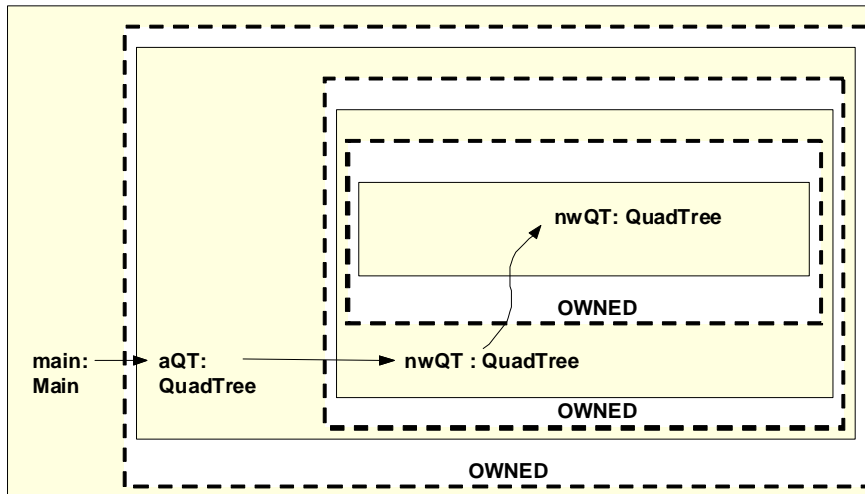 nwQT: QuadTree
OWNED
main:
Main
aQT:
QuadTree
nwQT : QuadTree
OWNED
OWNED